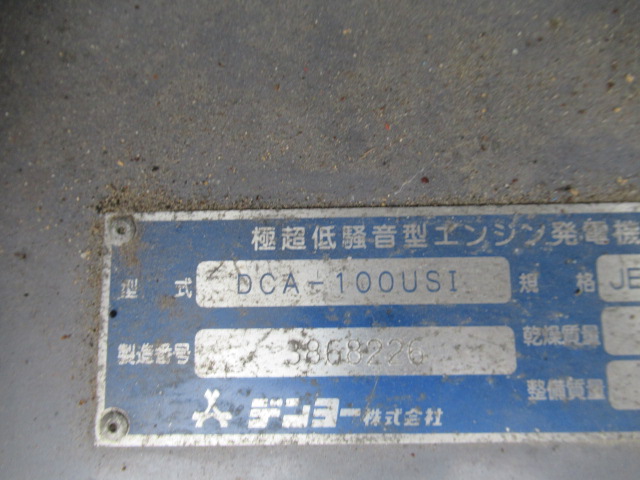 極超低騒音型エンジン発電機
型式 DCA-100USI 規格 JE
製造番号 3868226 乾燥質量
整備質量
デンヨー株式会社